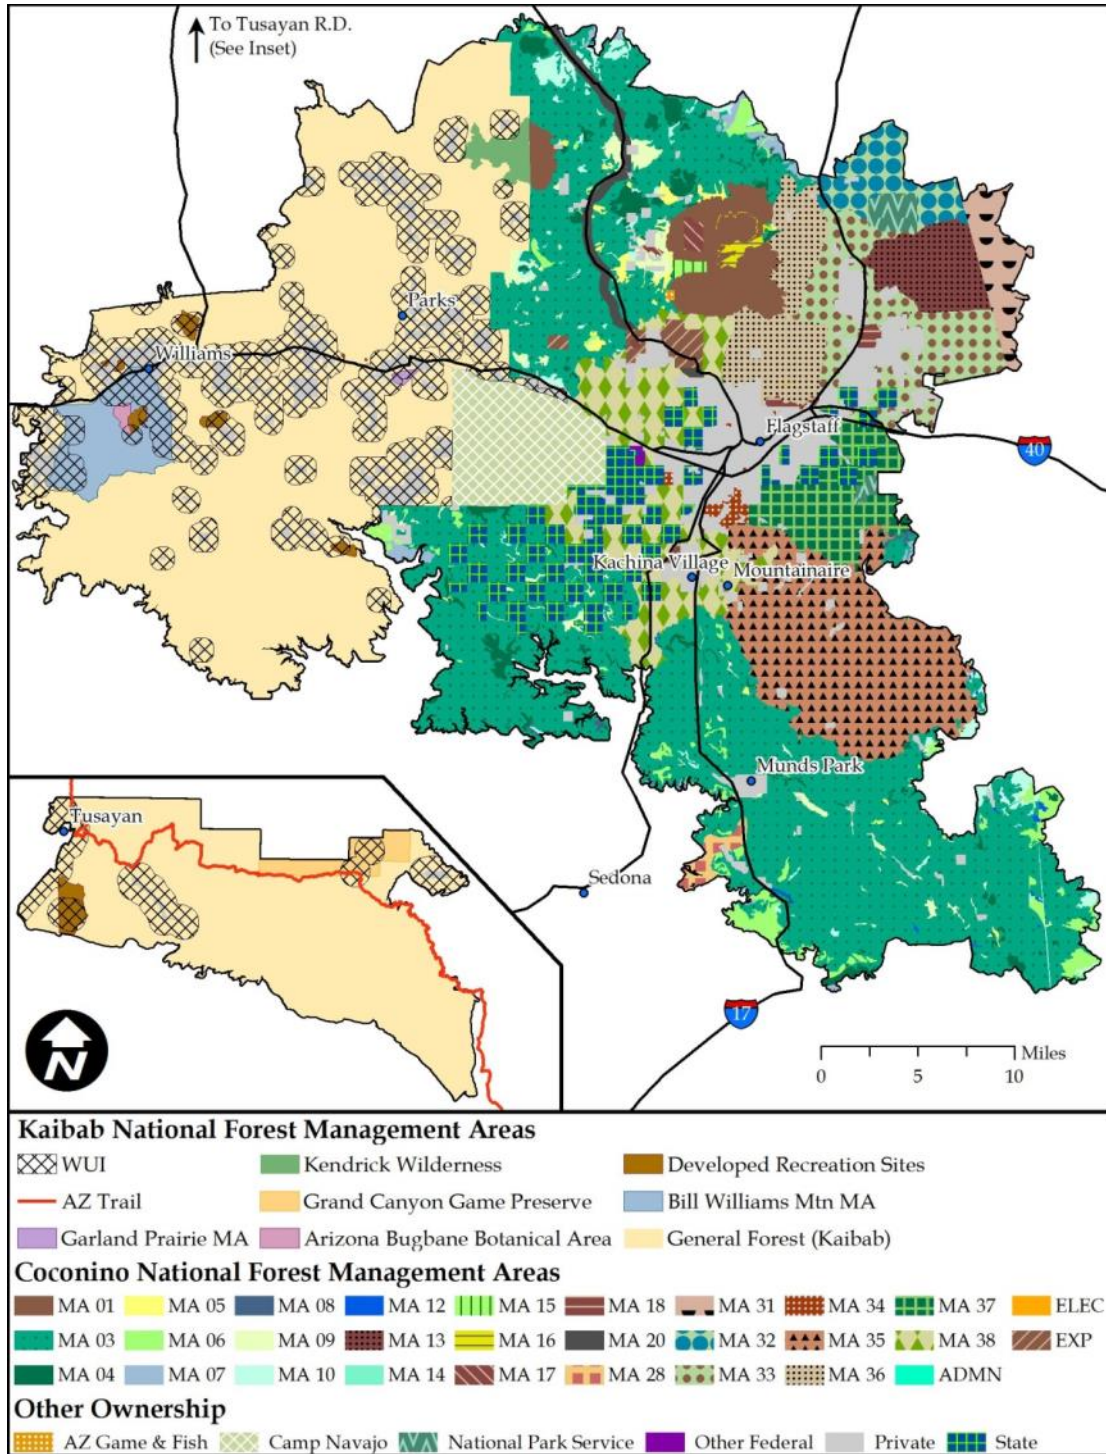 To Tusayan R.D.
(See Inset)
Parks
Williams
Flagstaff
40
Kachina Village
Mountainaire
Munds Park
Tusayan
Sedona
17
N
Miles
0 5 10
Kaibab National Forest Management Areas
WUI Kendrick Wilderness Developed Recreation Sites
AZ Trail Grand Canyon Game Preserve Bill Williams Mtn MA
Garland Prairie MA Arizona Bugbane Botanical Area General Forest (Kaibab)
Coconino National Forest Management Areas
MA 01 MA 05 MA 08 MA 12 MA 15 MA 18 MA 31 MA 34 MA 37 ELEC
MA 03 MA 06 MA 09 MA 13 MA 16 MA 20 MA 32 MA 35 MA 38 EXP
MA 04 MA 07 MA 10 MA 14 MA 17 MA 28 MA 33 MA 36 ADMN
Other Ownership
AZ Game & Fish Camp Navajo National Park Service Other Federal Private State